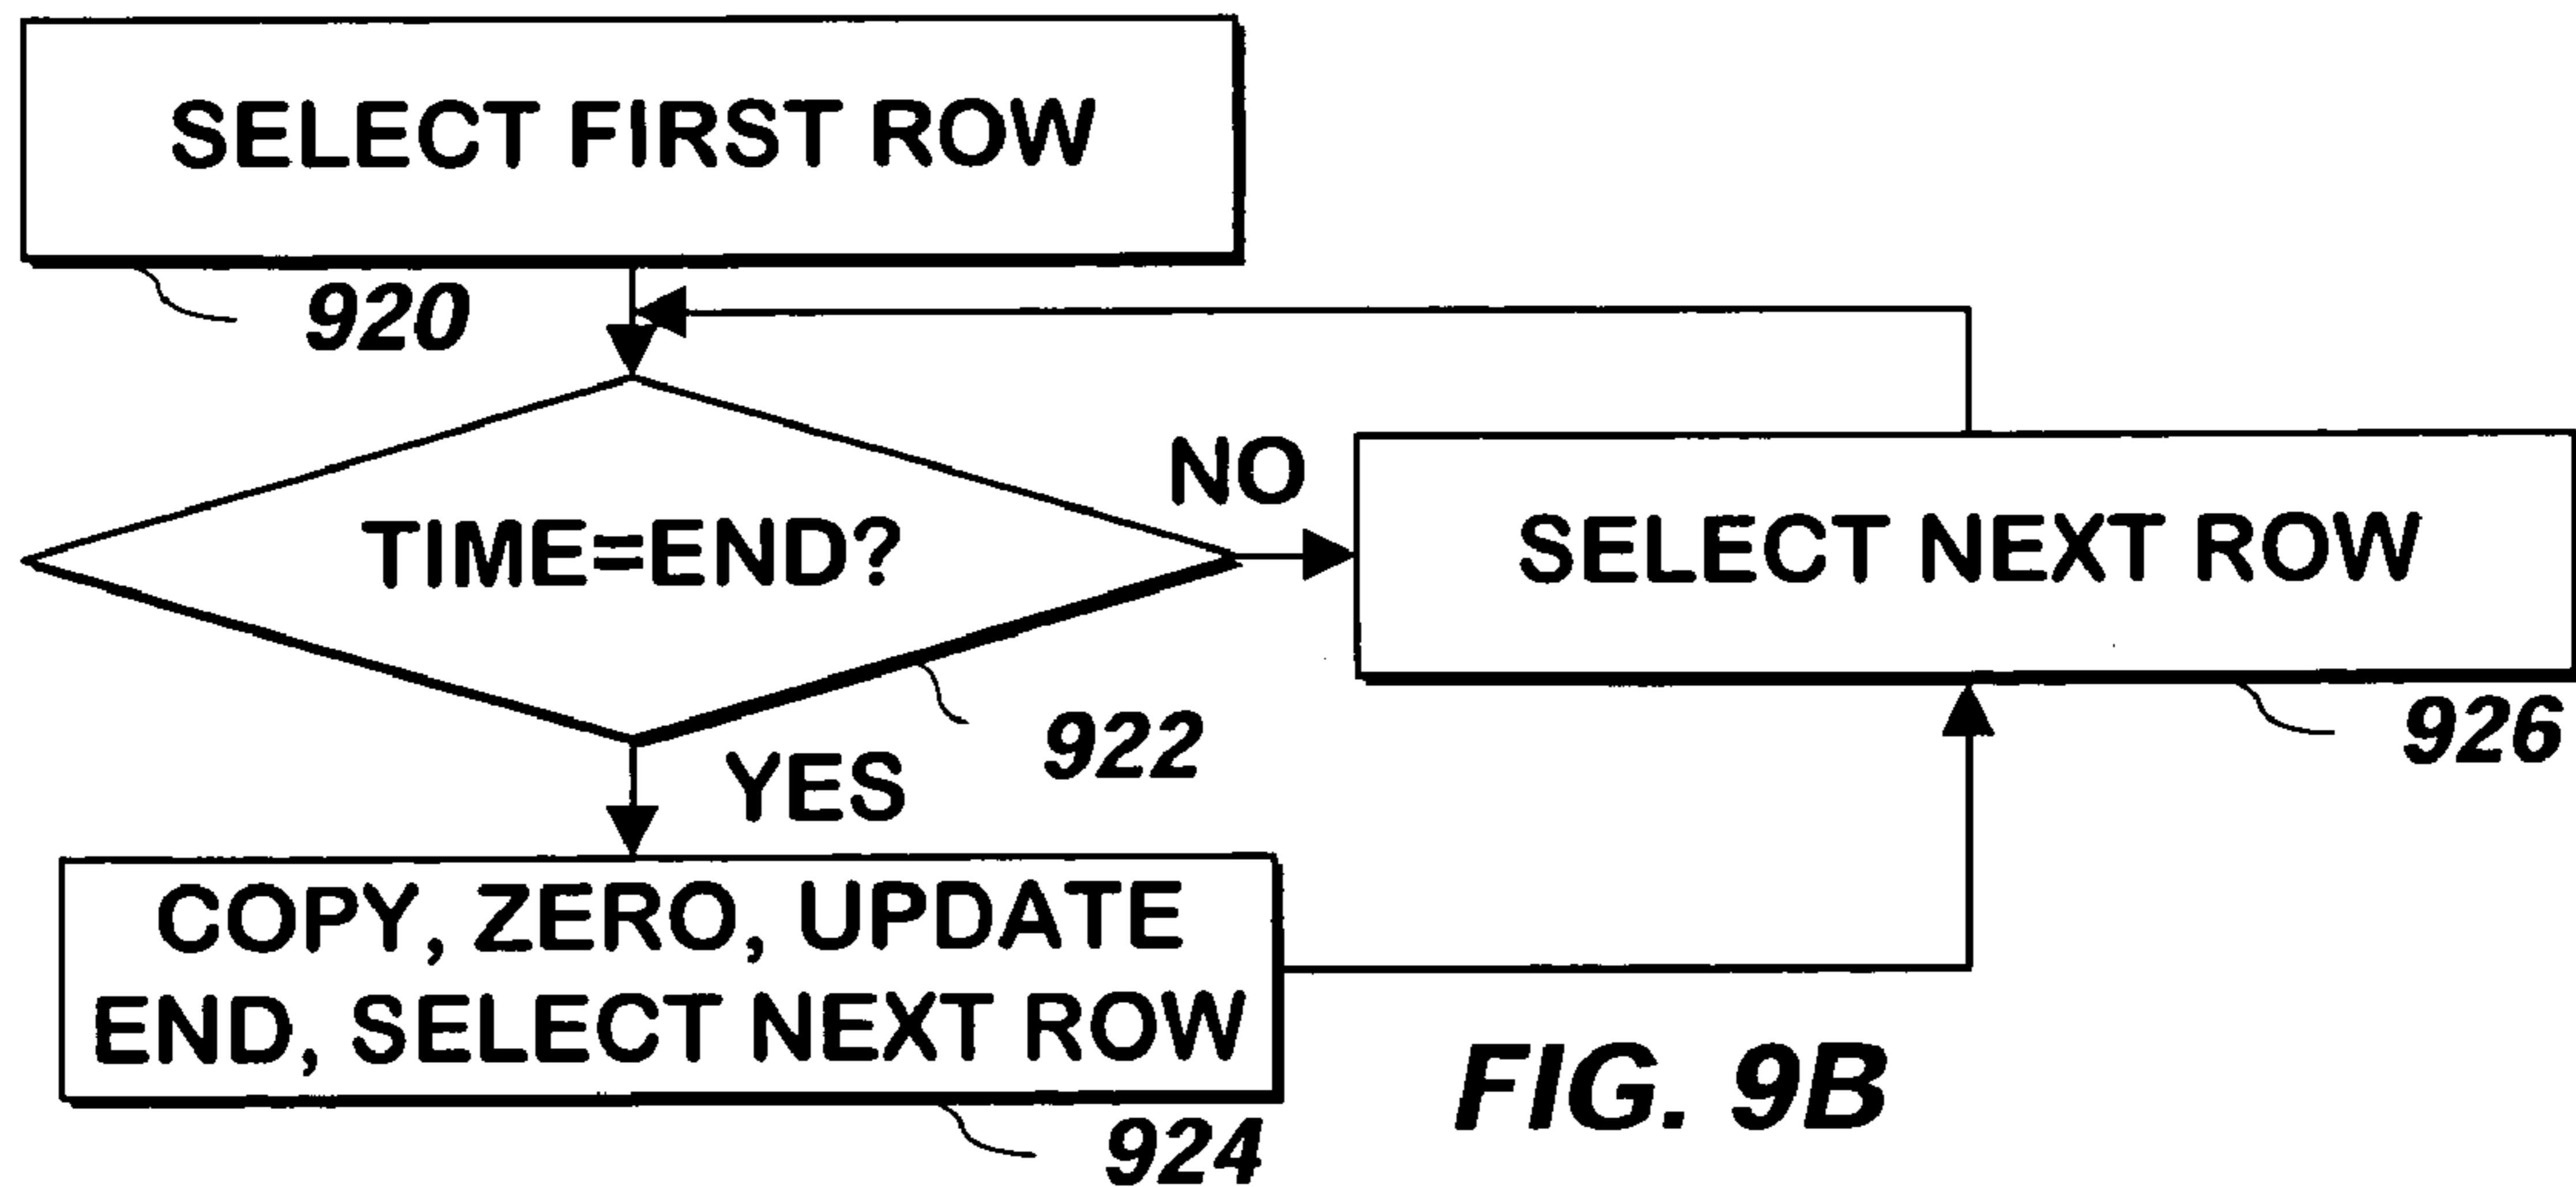 SELECT FIRST ROW
920
NO
TIME=END?
SELECT NEXT ROW
922
926
YES
COPY, ZERO, UPDATE
END, SELECT NEXT ROW
FIG. 9B
924